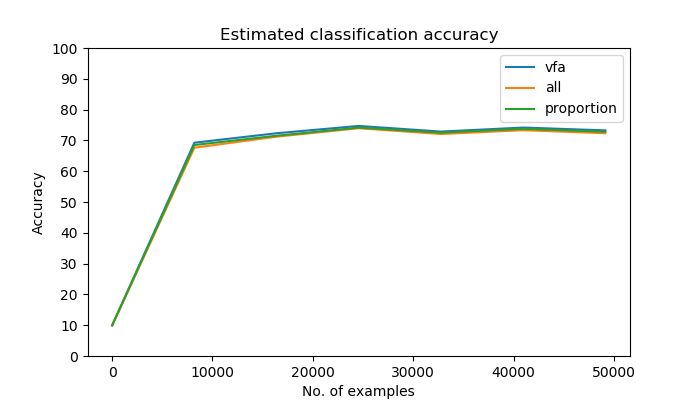 Estimated classification accuracy
100
90
80
70
60
50
40
30
20
10
0
Accuracy
vfa
all
proportion
0 10000 20000 30000 40000 50000
No. of examples